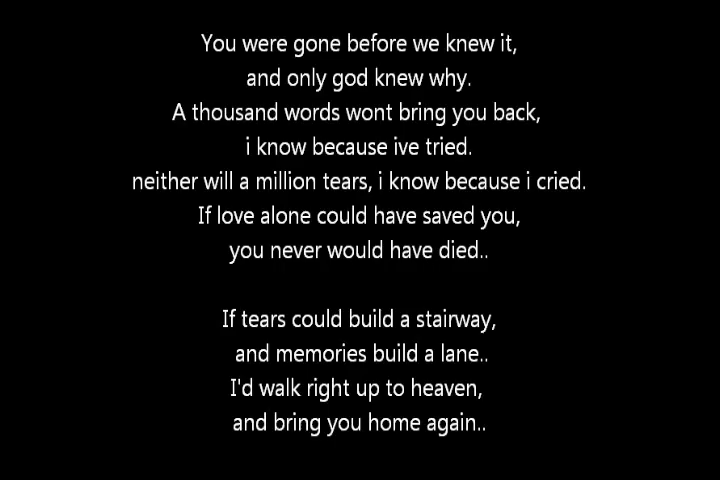 You were gone before we knew it,
and only god knew why.
A thousand words wont bring you back,
i know because ive tried.
neither will a million tears, i know because i cried.
If love alone could have saved you,
you never would have died..
If tears could build a stairway,
and memories build a lane..
I'd walk right up to heaven,
and bring you home again..